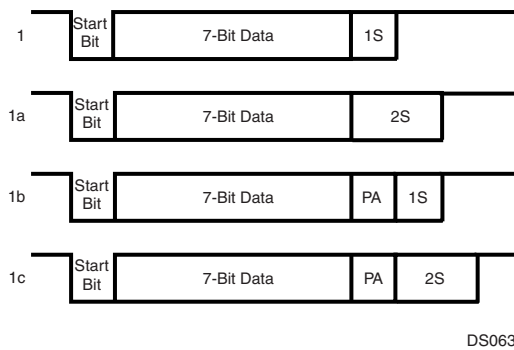 1 Start Bit 7-Bit Data 1S
1a Start Bit 7-Bit Data 2S
1b Start Bit 7-Bit Data PA 1S
1c Start Bit 7-Bit Data PA 2S
DS063